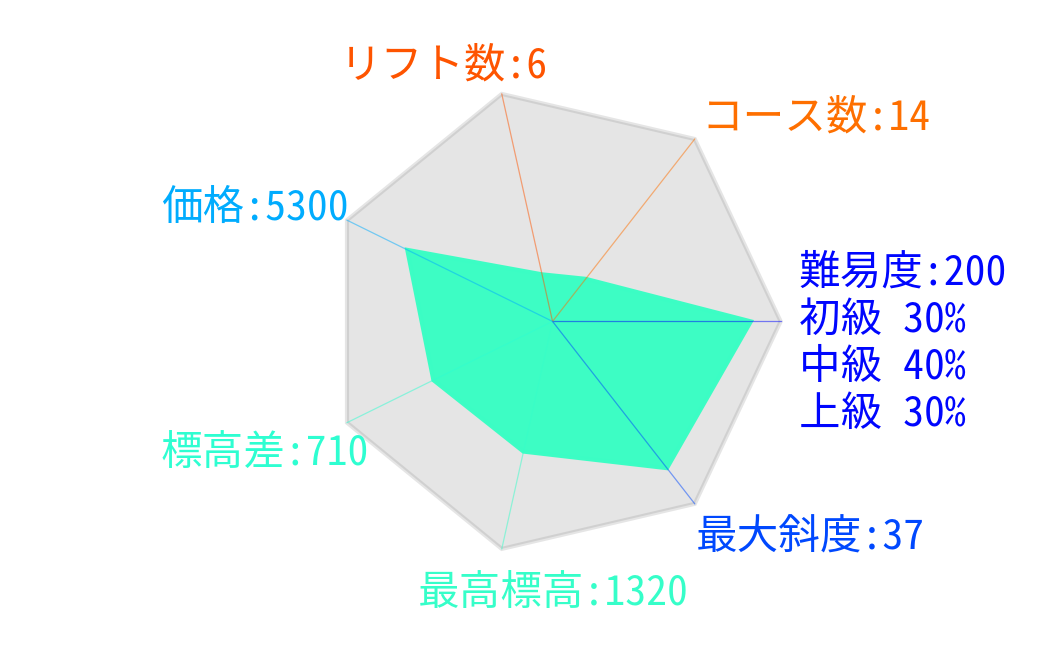 リフト数:6
コース数:14
価格:5300
難易度:200
初級 30%
中級 40%
上級 30%
標高差:710
最大斜度:37
最高標高:1320